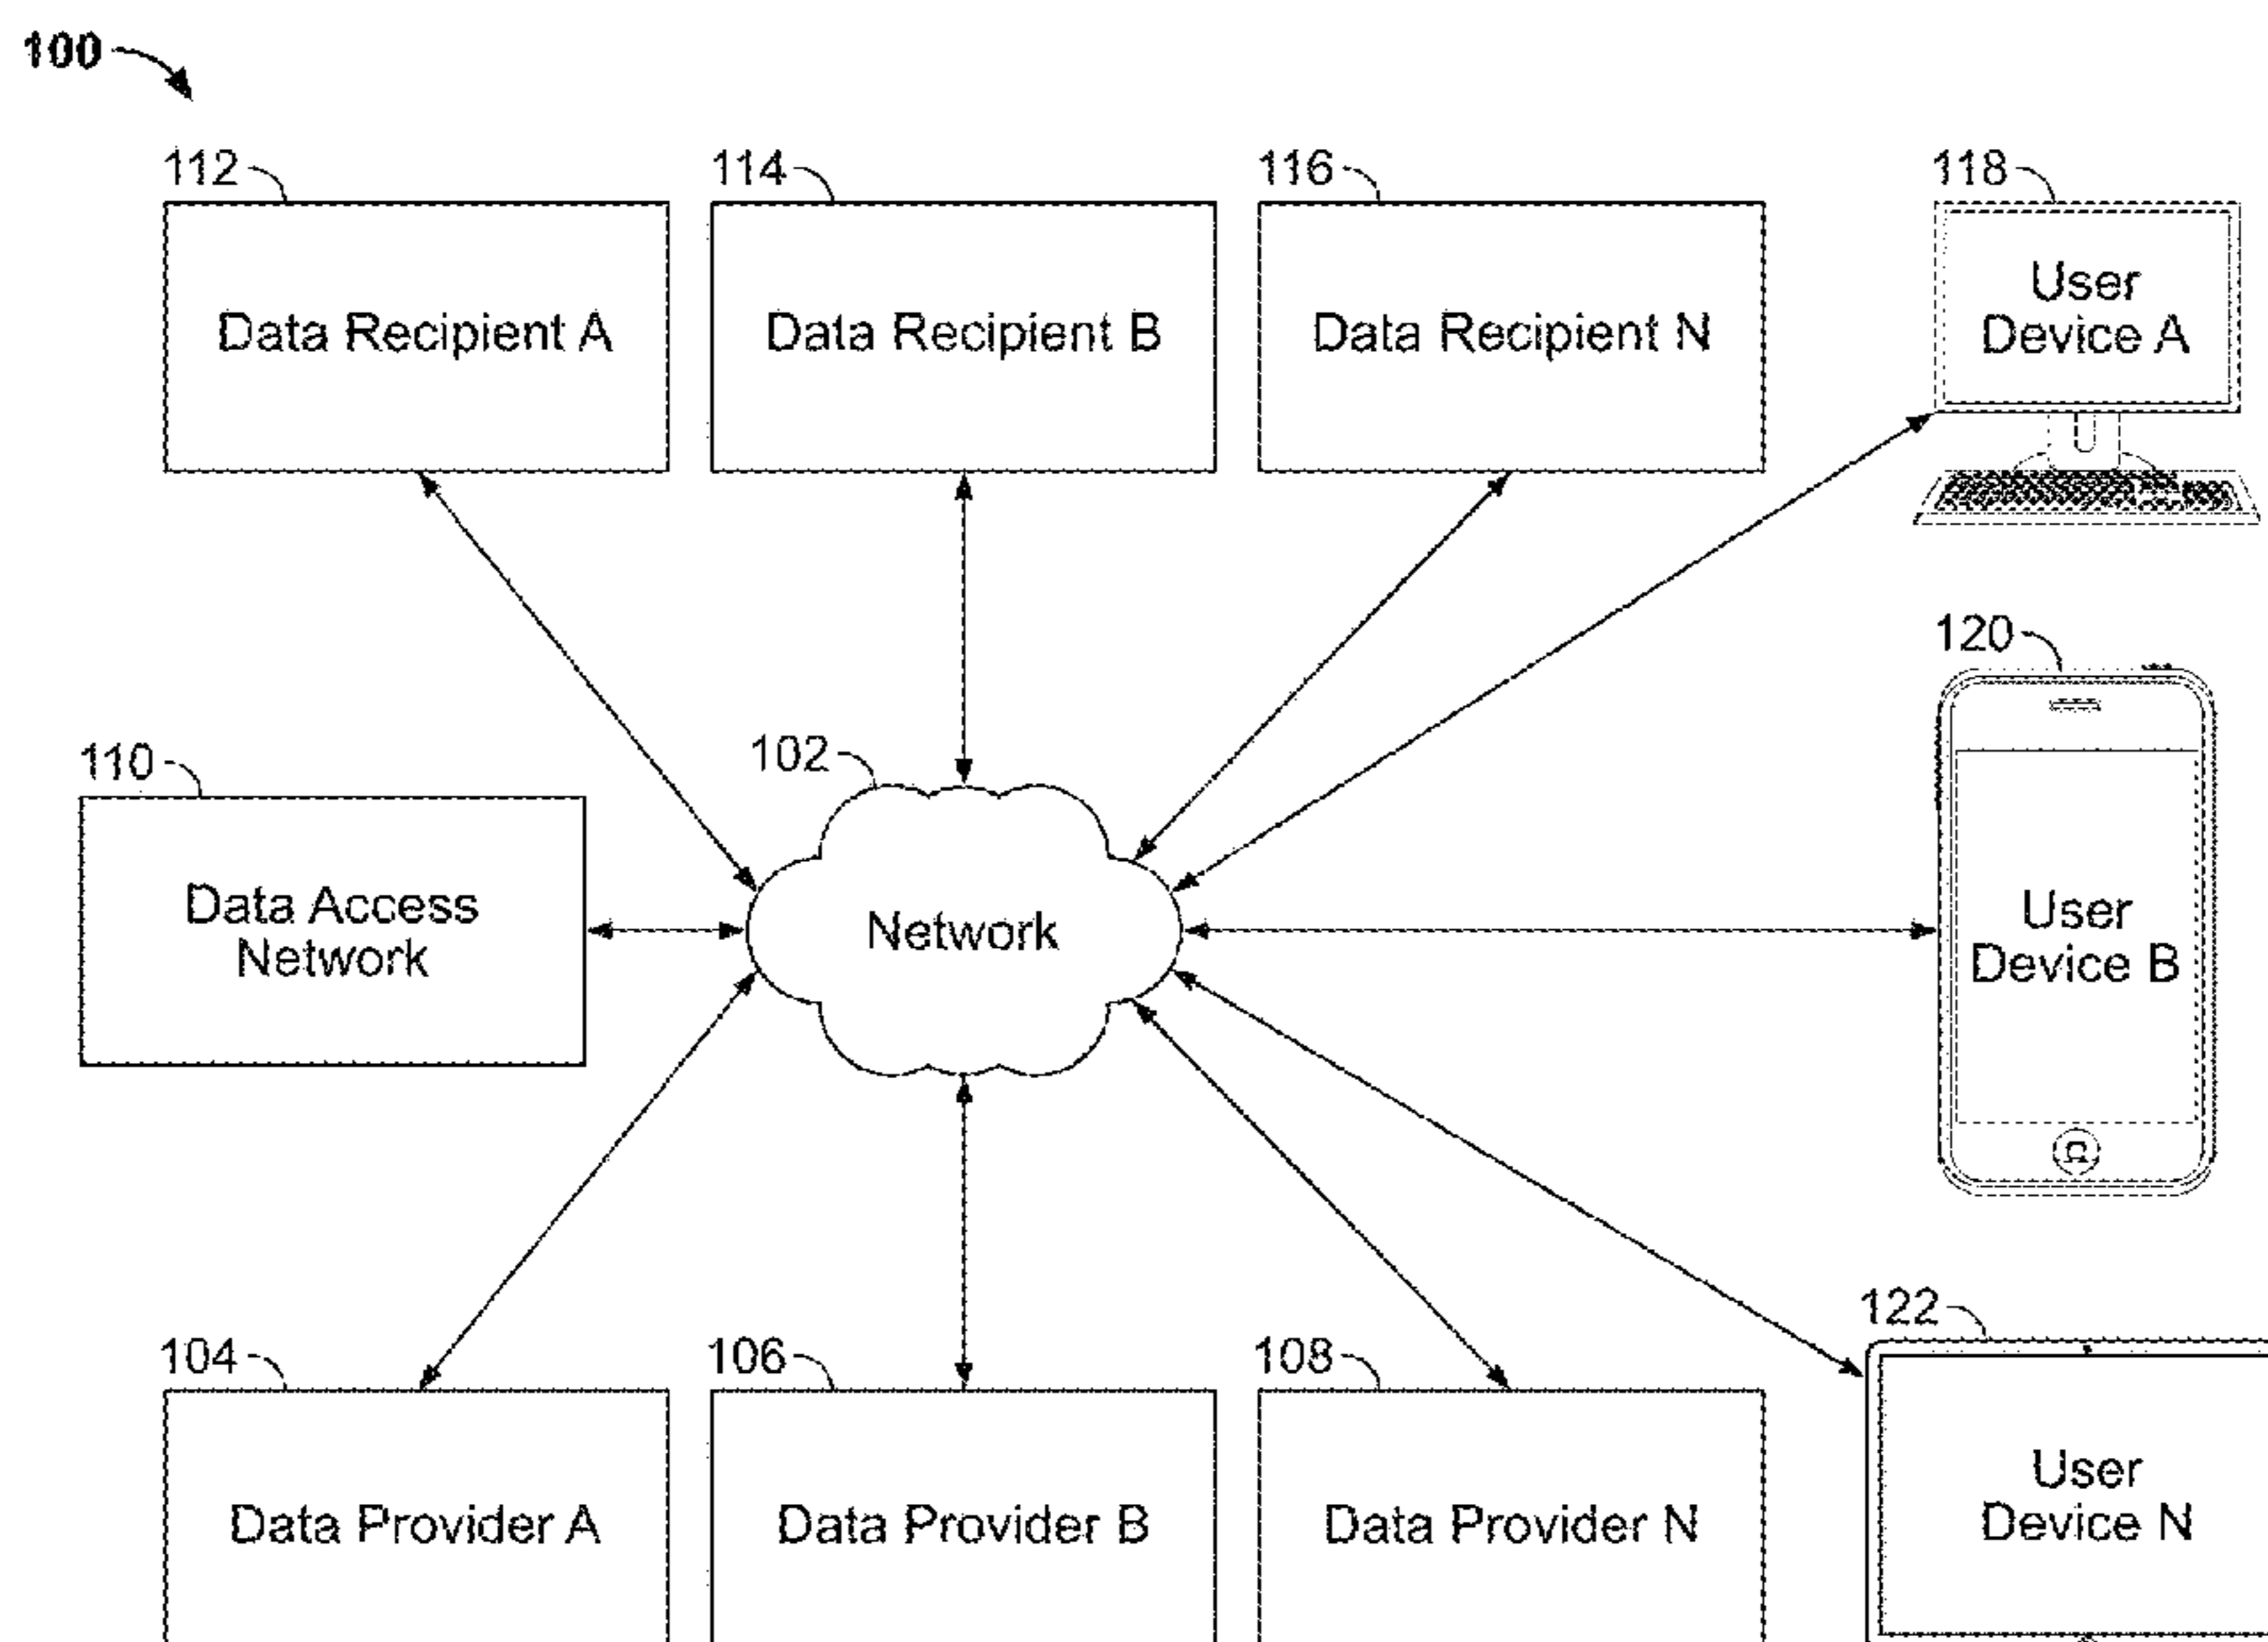 100
112
114
116
118
Data Recipient A
Data Recipient B
Data Recipient N
User
Device A
120
110
102
Data Access
Network
Network
User
Device B
122
104
106
108
Data Provider A
Data Provider B
Data Provider N
User
Device N